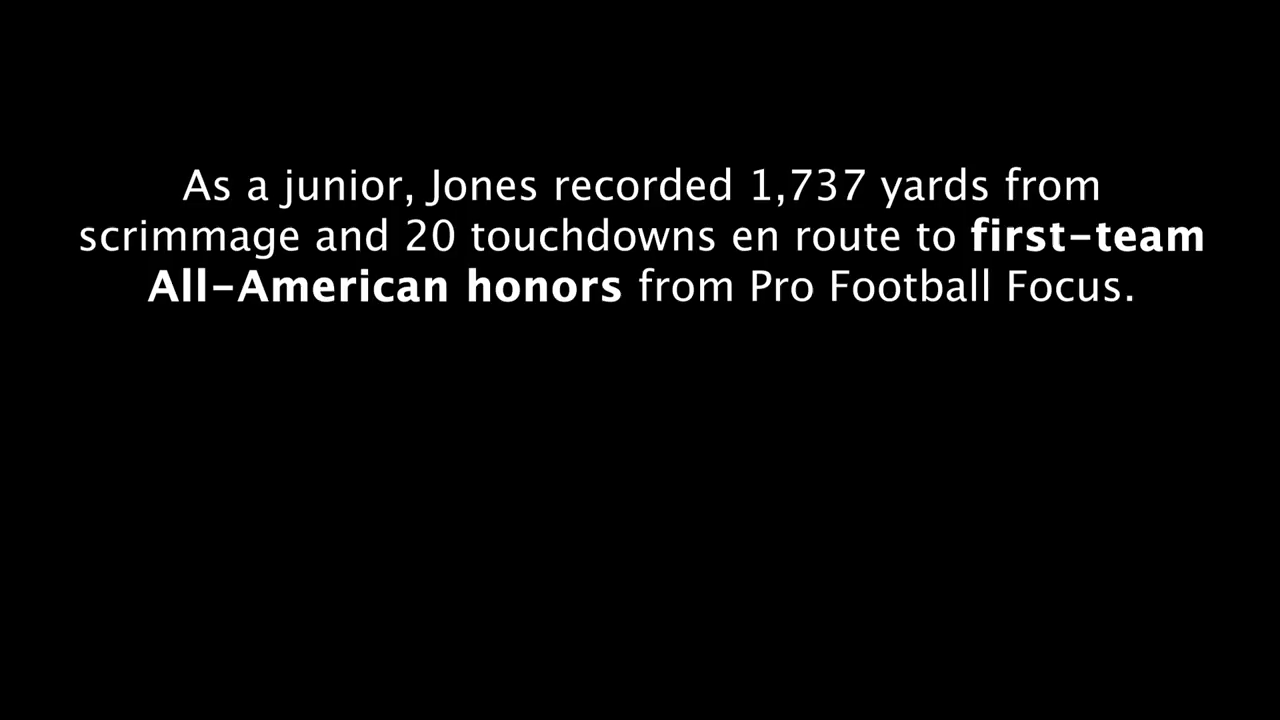 As a junior, Jones recorded 1,737 yards from
scrimmage and 20 touchdowns en route to first-team
All-American honors from Pro Football Focus.